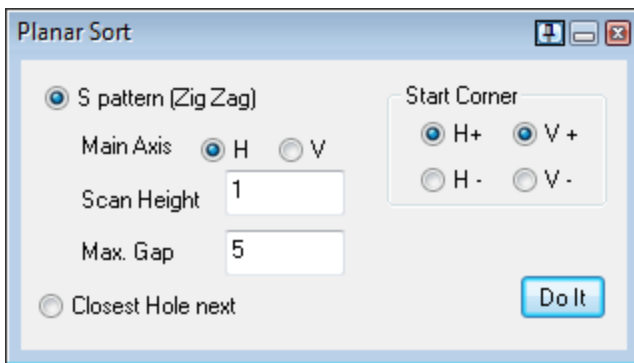 Planar Sort
S pattern (Zig Zag)
Start Corner
H+ V +
Main Axis H V
H - V -
Scan Height 1
Max. Gap 5
Closest Hole next
Do It